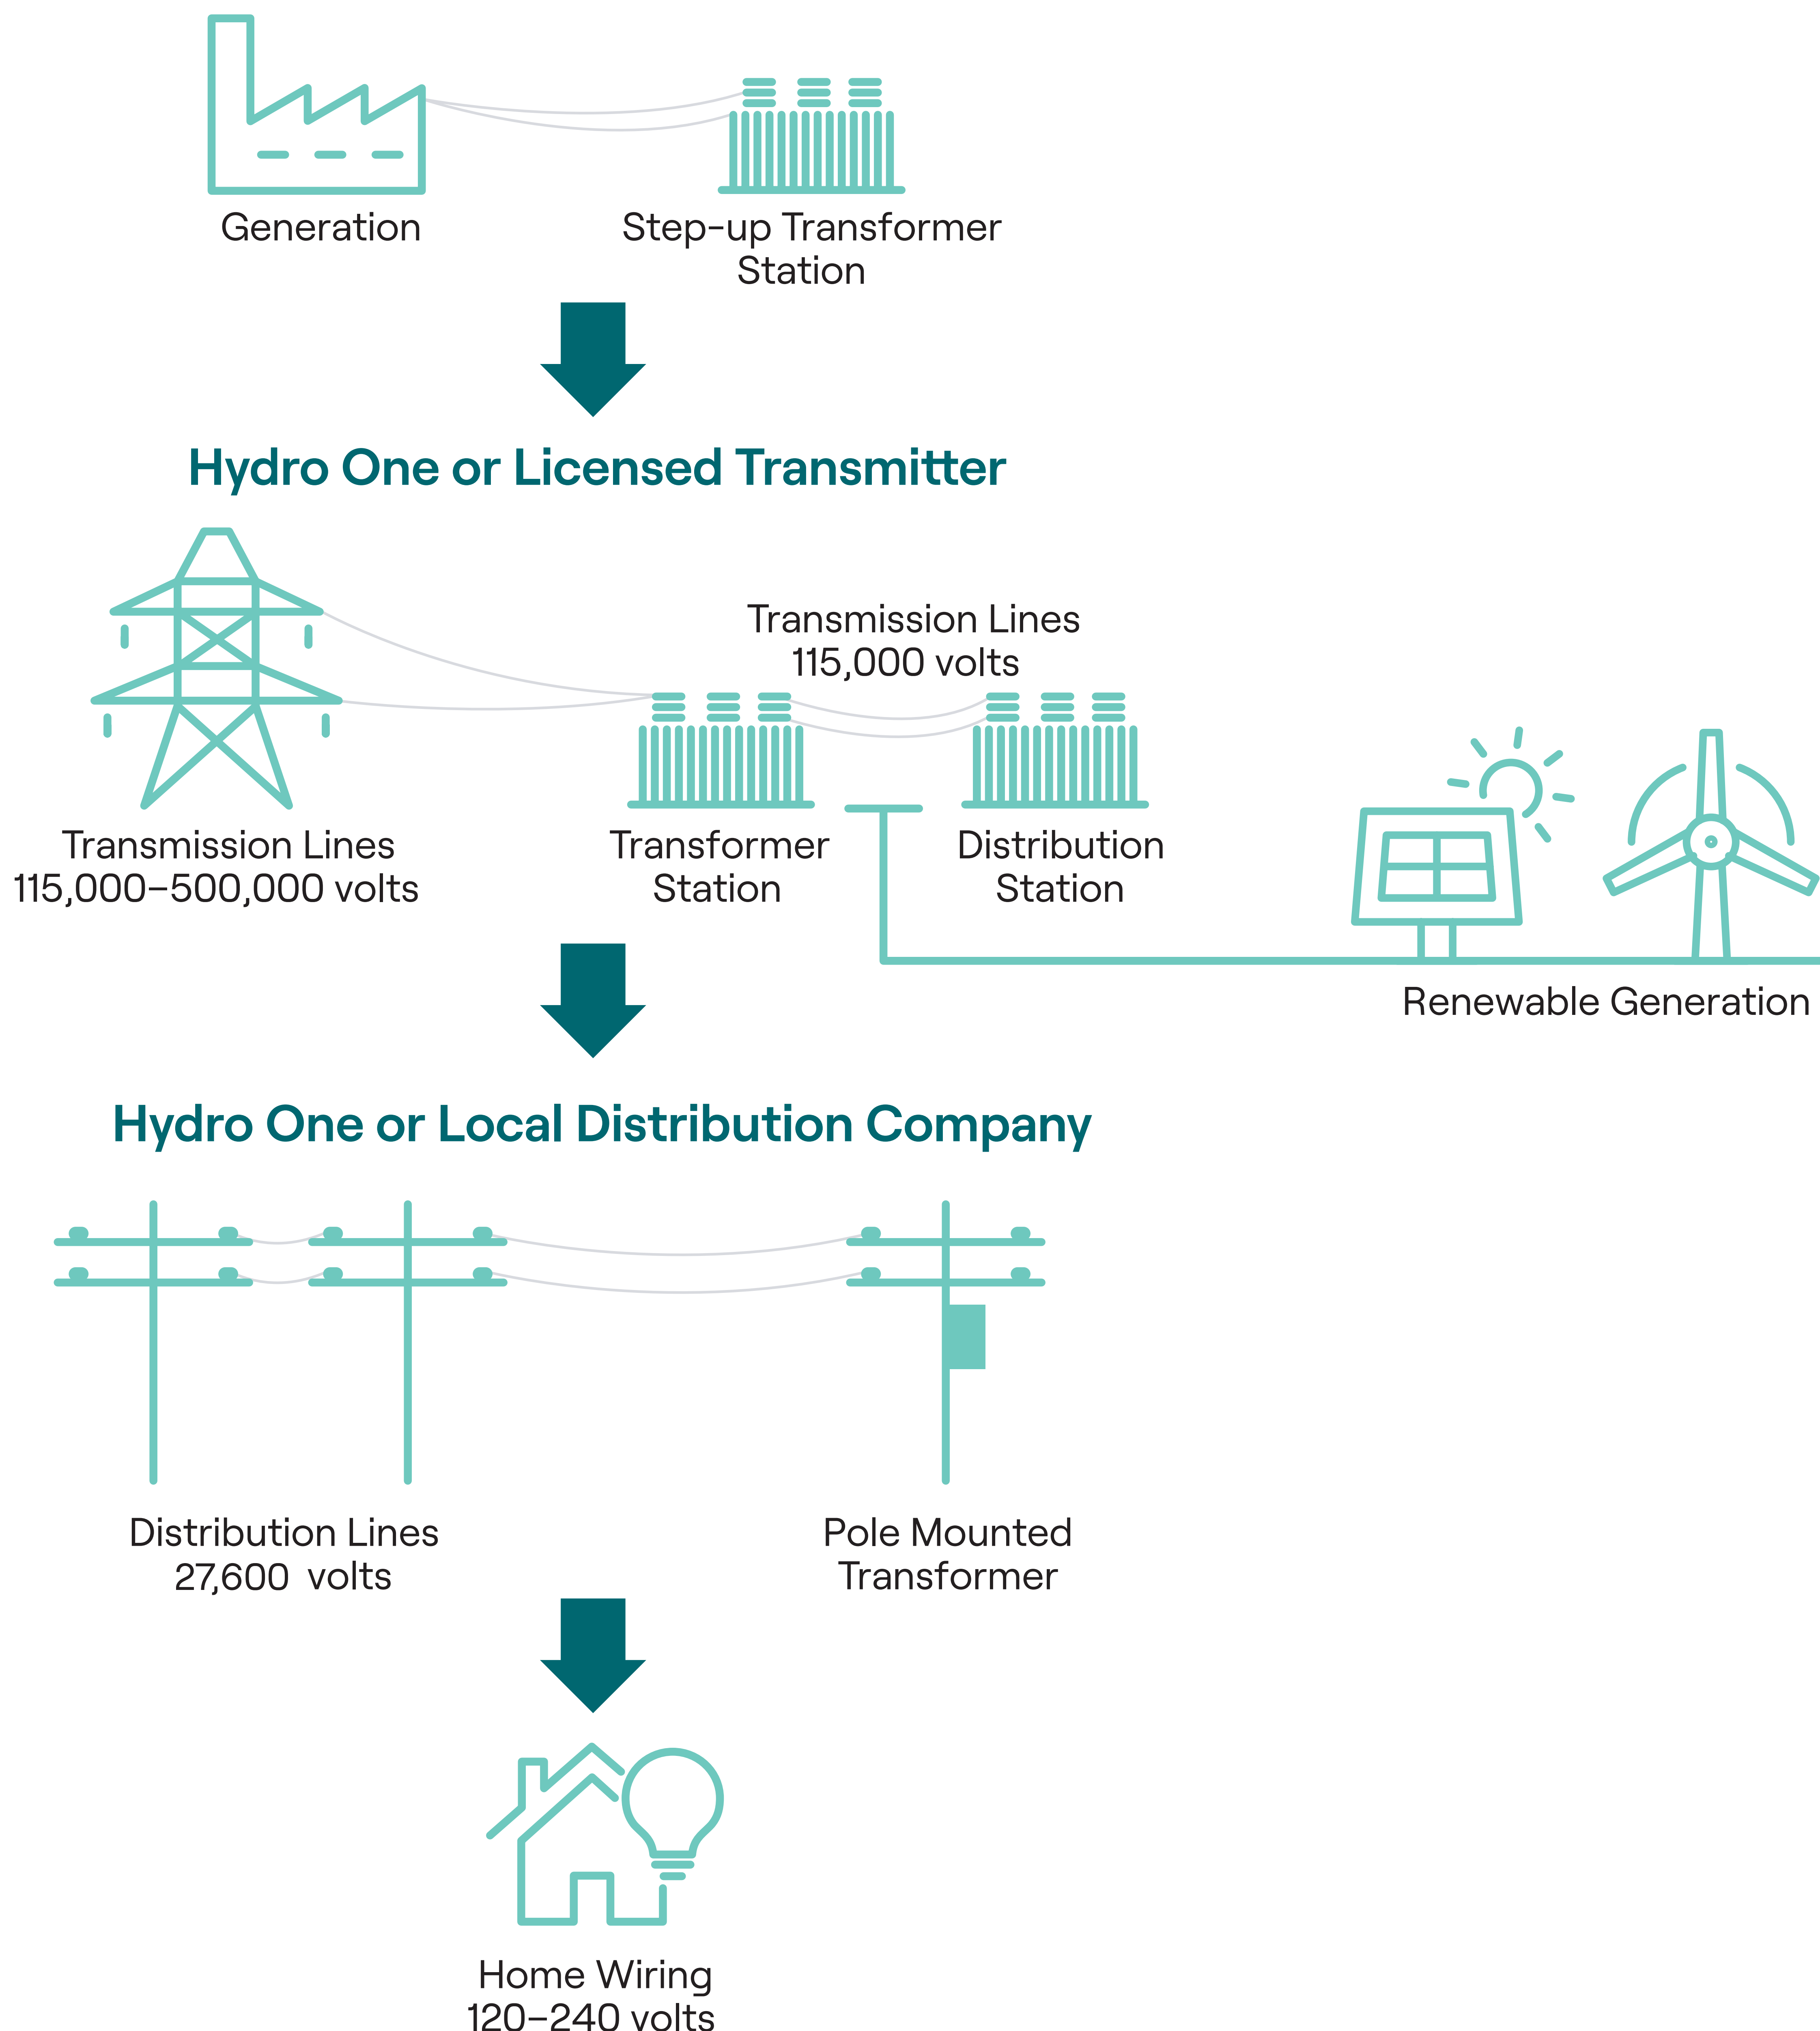 Generation
Step-up Transformer
Station
Hydro One or Licensed Transmitter
Transmission Lines
115,000 volts
Transmission Lines
115,000–500,000 volts
Transformer
Station
Distribution
Station
Renewable Generation
Hydro One or Local Distribution Company
Distribution Lines
27,600 volts
Pole Mounted
Transformer
Home Wiring
120–240 volts